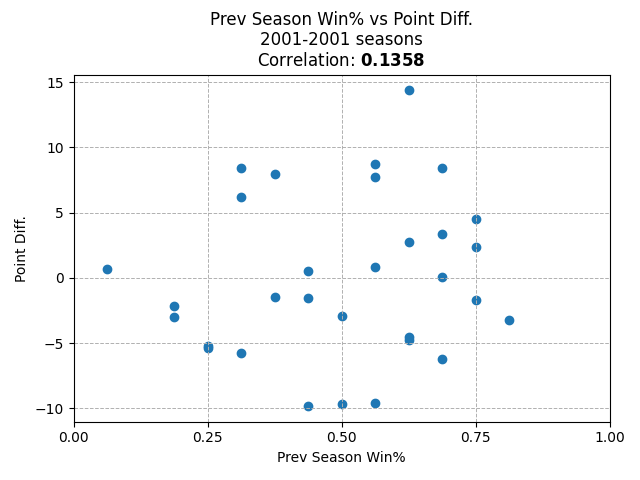 Prev Season Win% vs Point Diff.
2001-2001 seasons
Correlation: 0.1358
15
10
5
0
−5
−10
Point Diff.
0.00 0.25 0.50 0.75 1.00
Prev Season Win%